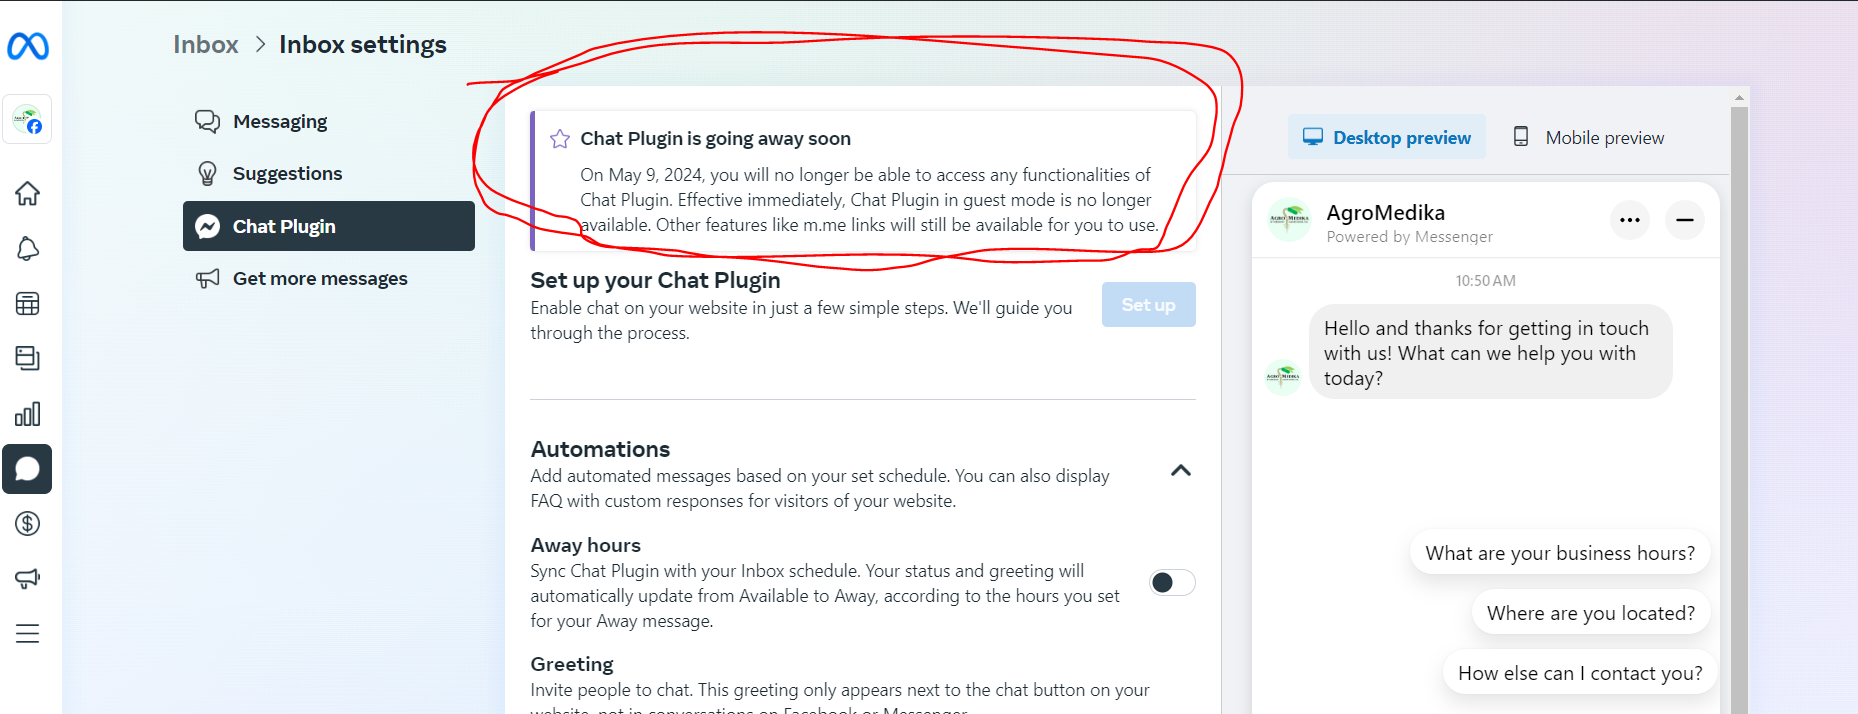 Inbox > Inbox settings
Messaging
Suggestions
Chat Plugin
Get more messages
Chat Plugin is going away soon
On May 9, 2024, you will no longer be able to access any functionalities of
Chat Plugin. Effective immediately, Chat Plugin in guest mode is no longer
available. Other features like m.me links will still be available for you to use.
Set up your Chat Plugin
Enable chat on your website in just a few simple steps. We'll guide you
through the process.
Set up
Automations
Add automated messages based on your set schedule. You can also display
FAQ with custom responses for visitors of your website.
Away hours
Sync Chat Plugin with your Inbox schedule. Your status and greeting will
automatically update from Available to Away, according to the hours you set
for your Away message.
Greeting
Invite people to chat. This greeting only appears next to the chat button on your
website, not in conversations on Facebook or Messenger.
Desktop preview
Mobile preview
AgroMedika
Powered by Messenger
10:50 AM
Hello and thanks for getting in touch
with us! What can we help you with
today?
What are your business hours?
Where are you located?
How else can I contact you?